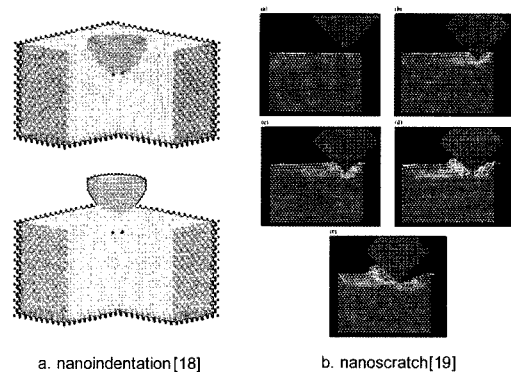 (a)
(b)
(c)
(d)
a. nanoindentation[18]
b. nanoscratch[19]